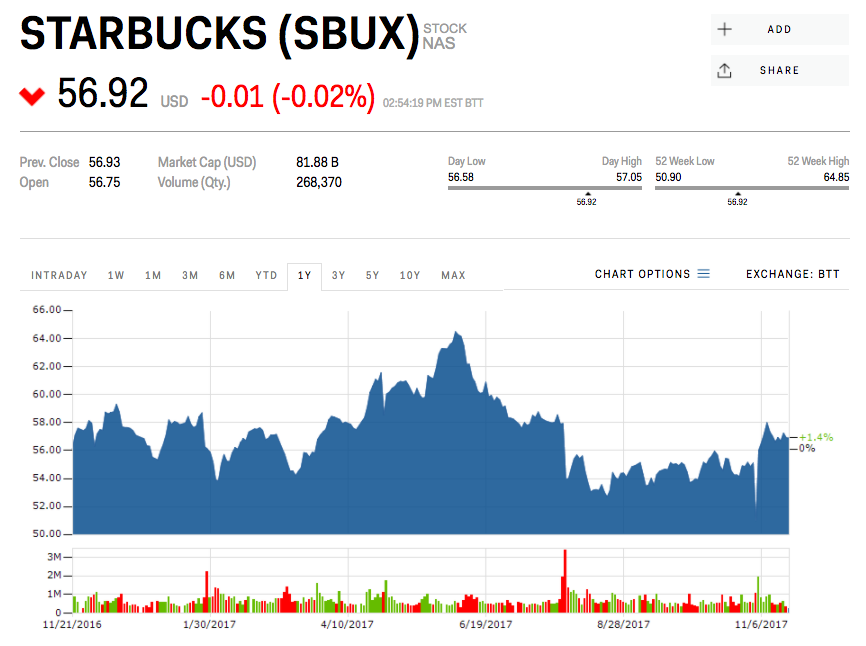 STARBUCKS (SBUX) STOCK NAS
ADD
SHARE
56.92 USD -0.01 (-0.02%) 02:54:19 PM EST BTT
Prev. Close 56.93 Market Cap (USD) 81.88 B
Open 56.75 Volume (Qty.) 268,370
Day Low Day High 52 Week Low 52 Week High
56.58 57.05 50.90 64.85
56.92 56.92
INTRADAY 1W 1M 3M 6M YTD 1Y 3Y 5Y 10Y MAX CHART OPTIONS EXCHANGE: BTT
66.00
64.00
62.00
60.00
58.00
+1.4%
56.00
0%
54.00
52.00
50.00
3M
2M
1M
0
11/21/2016 1/30/2017 4/10/2017 6/19/2017 8/28/2017 11/6/2017